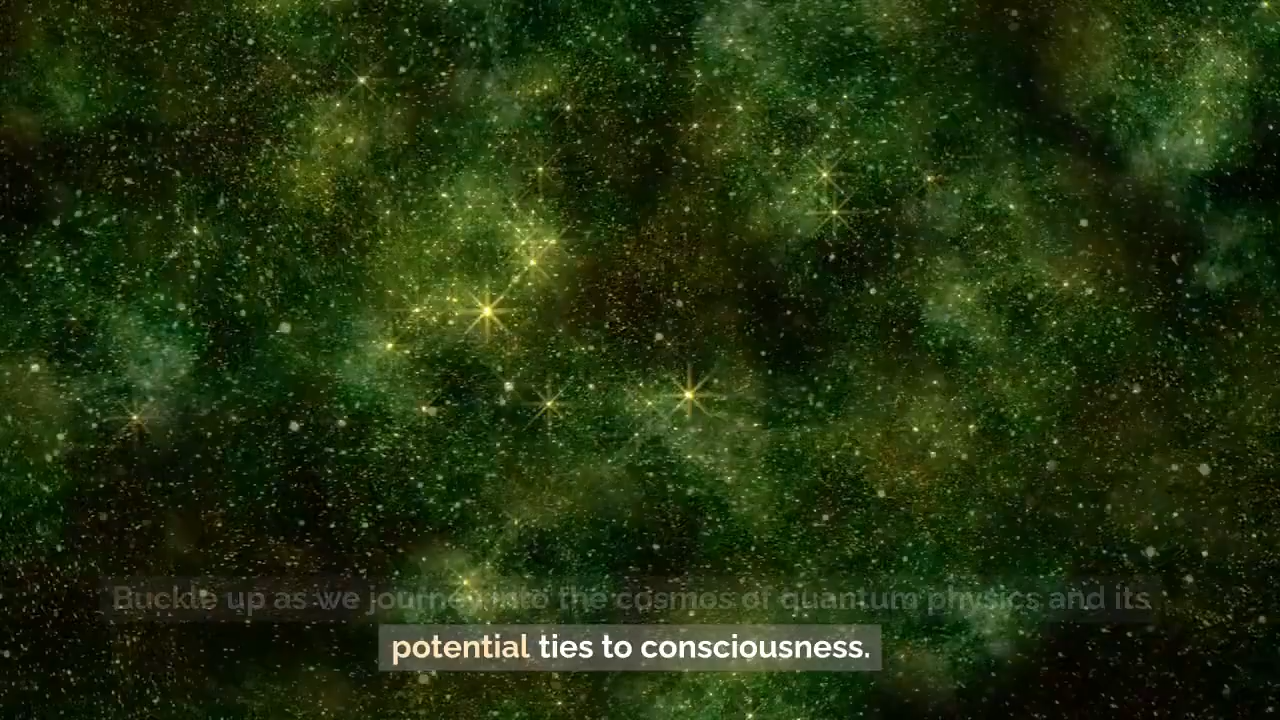 Buckle up as we journey into the cosmos of quantum physics and its
potential ties to consciousness.